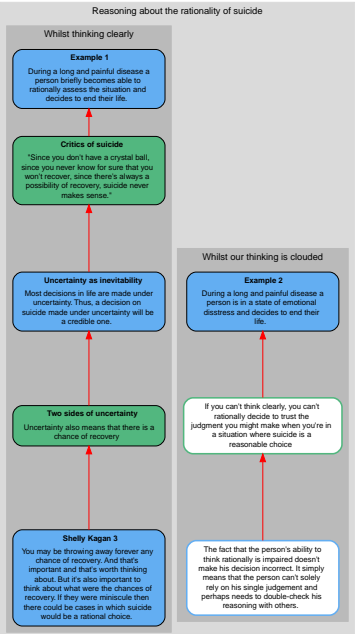 Reasoning about the rationality of suicide
Whilst thinking clearly
Example 1
During a long and painful disease a
person briefly becomes able to
rationally assess the situation and
decides to end their life.
Critics of suicide
"Since you don't have a crystal ball,
since you never know for sure that you
won't recover, since there's always a
possibility of recovery, suicide never
makes sense."
Uncertainty as inevitability
Most decisions in life are made under
uncertainty. Thus, a decision on
suicide made under uncertainty will be
a credible one.
Two sides of uncertainty
Uncertainty also means that there is a
chance of recovery
Shelly Kagan 3
You may be throwing away forever any
chance of recovery. And that's
important and that's worth thinking
about. But it's also important to
think about what were the chances of
recovery. If they were miniscule then
there could be cases in which suicide
would be a rational choice.
Whilst our thinking is clouded
Example 2
During a long and painful disease a
person is in a state of emotional
disstress and decides to end their
life.
If you can't think clearly, you can't
rationally decide to trust the
judgment you might make when you're in
a situation where suicide is a
reasonable choice
The fact that the person's ability to
think rationally is impaired doesn't
make his decision incorrect. It simply
means that the person can't solely
rely on his single judgement and
perhaps needs to double-check his
reasoning with others.